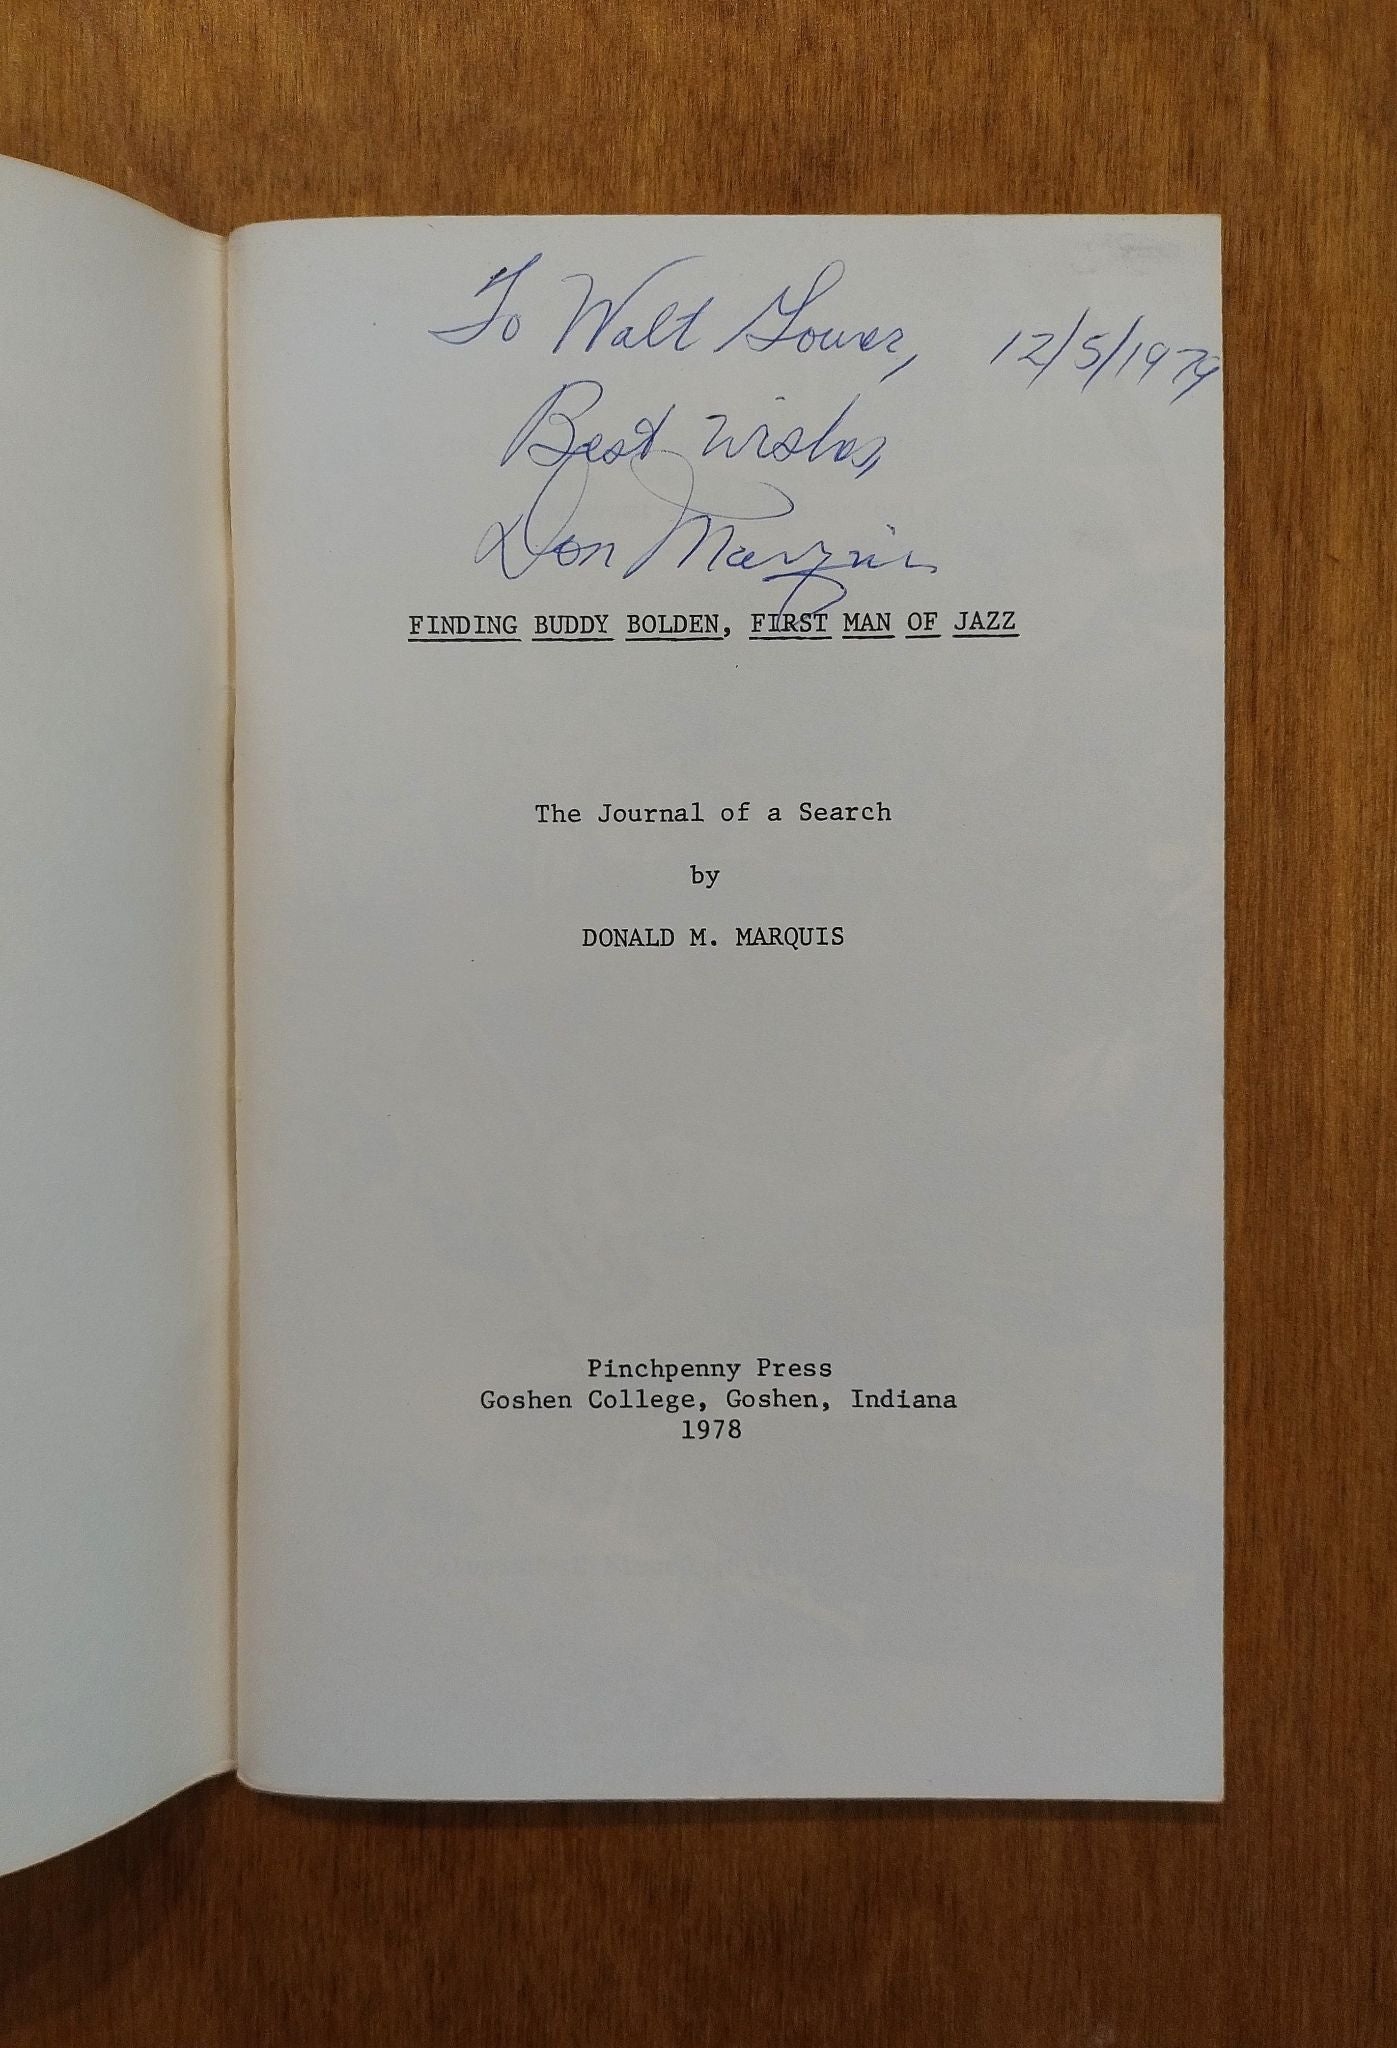 To Walt Gower, 12/5/1979
Best Wishes,
Don Marquis
FINDING BUDDY BOLDEN, FIRST MAN OF JAZZ
The Journal of a Search
by
DONALD M. MARQUIS
Pinchpenny Press
Goshen College, Goshen, Indiana
1978